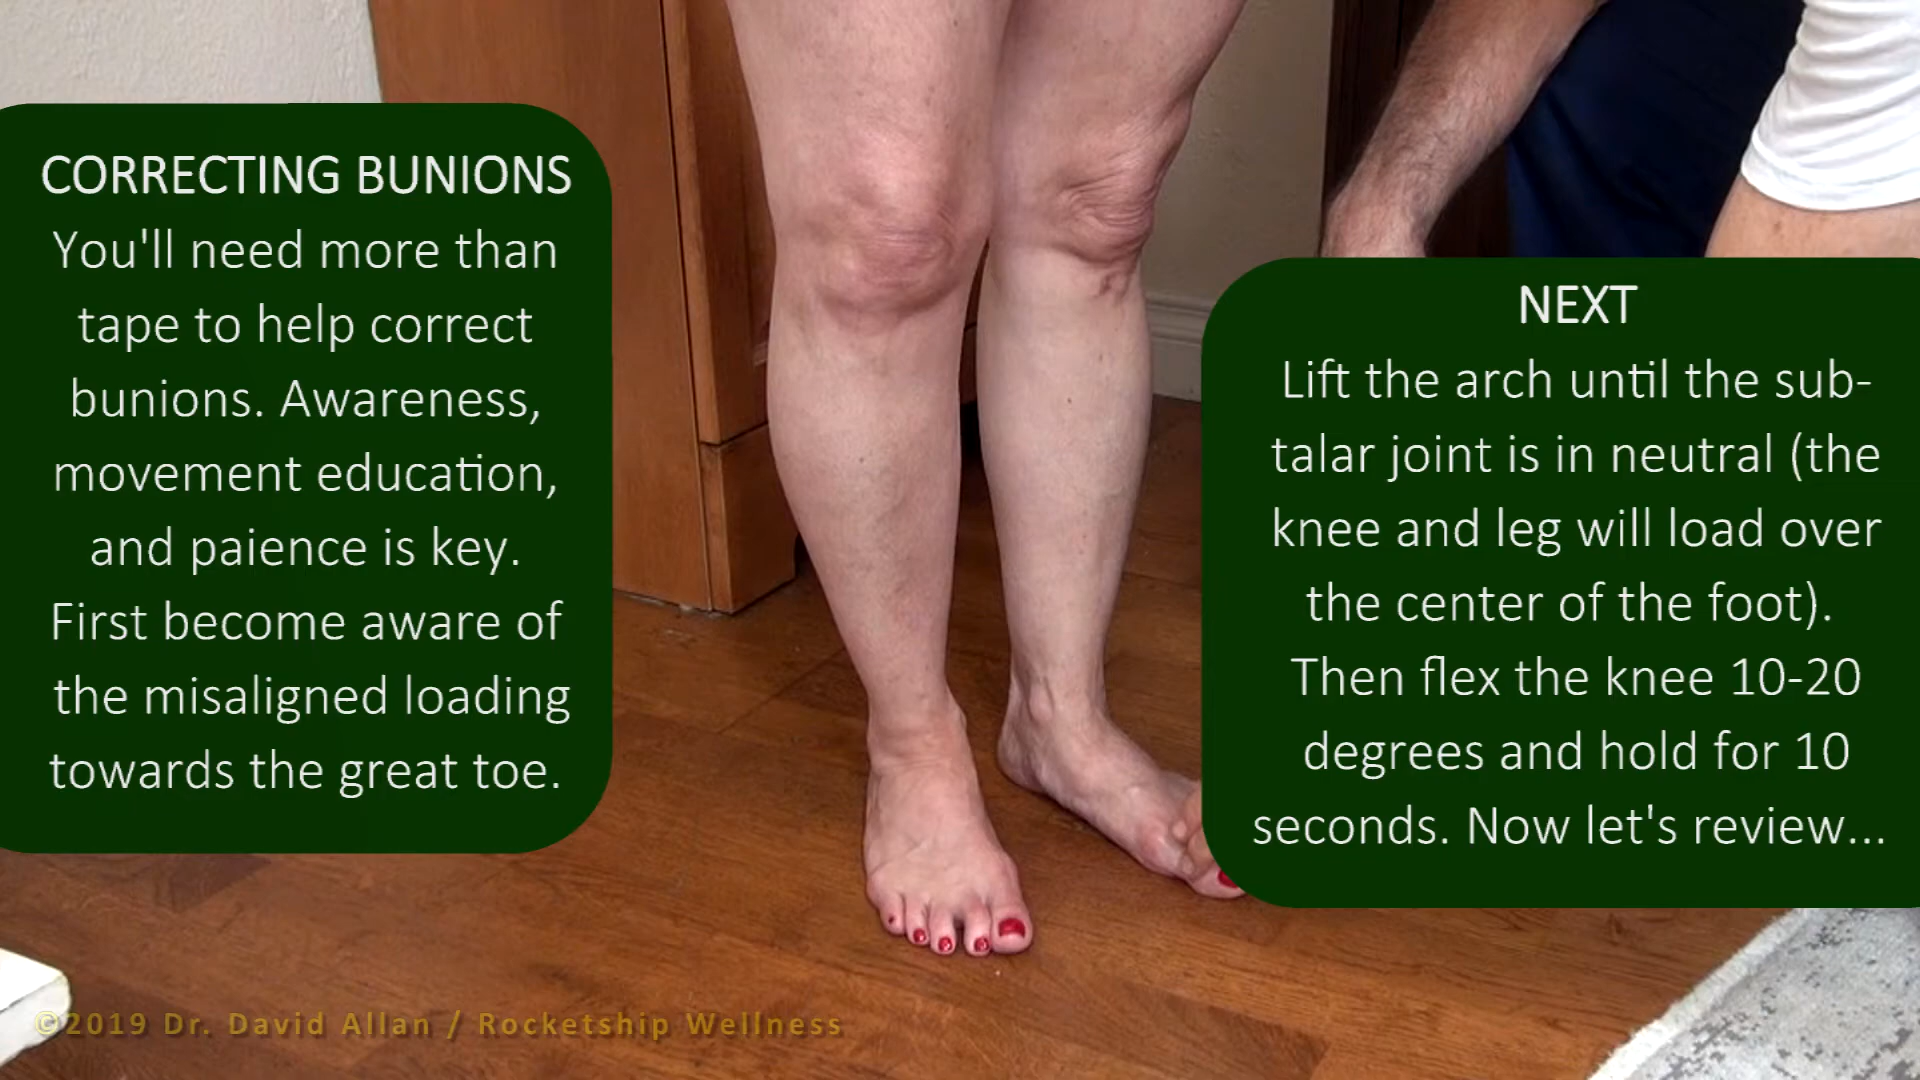 CORRECTING BUNIONS
You'll need more than
tape to help correct
bunions. Awareness,
movement education,
and paience is key.
First become aware of
the misaligned loading
towards the great toe.
NEXT
Lift the arch until the sub-
talar joint is in neutral (the
knee and leg will load over
the center of the foot).
Then flex the knee 10-20
degrees and hold for 10
seconds. Now let's review...
©2019 Dr. David Allan / Rocketship Wellness